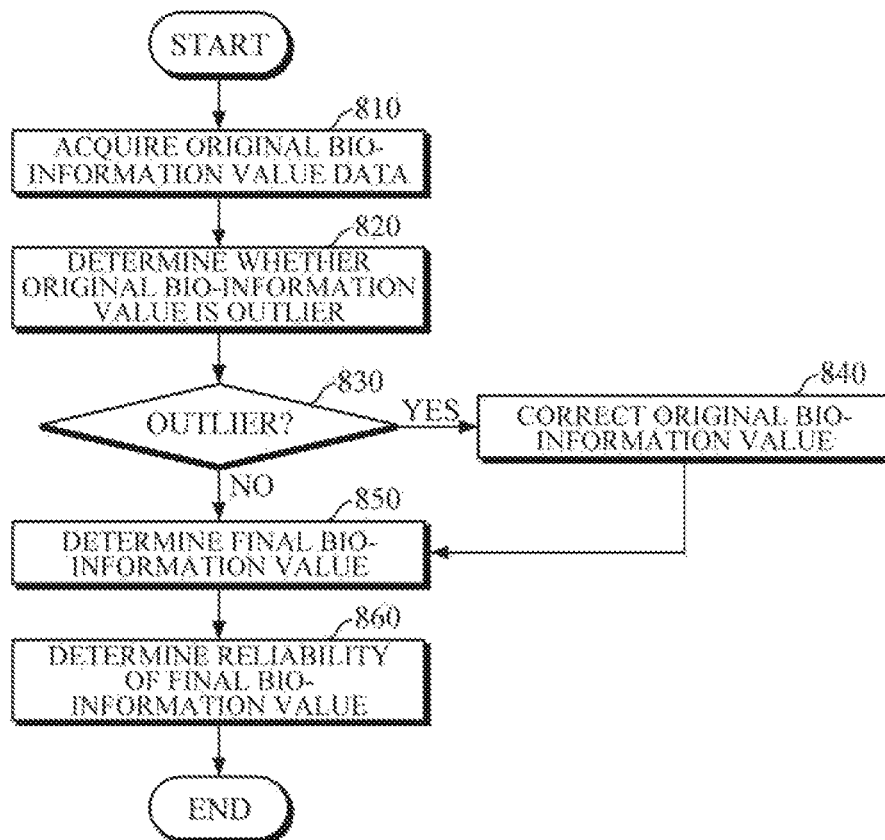 START
810
ACQUIRE ORIGINAL BIO-
INFORMATION VALUE DATA
820
DETERMINE WHETHER
ORIGINAL BIO-INFORMATION
VALUE IS OUTLIER
830
OUTLIER?
YES
840
CORRECT ORIGINAL BIO-
INFORMATION VALUE
NO
850
DETERMINE FINAL BIO-
INFORMATION VALUE
860
DETERMINE RELIABILITY
OF FINAL BIO-
INFORMATION VALUE
END